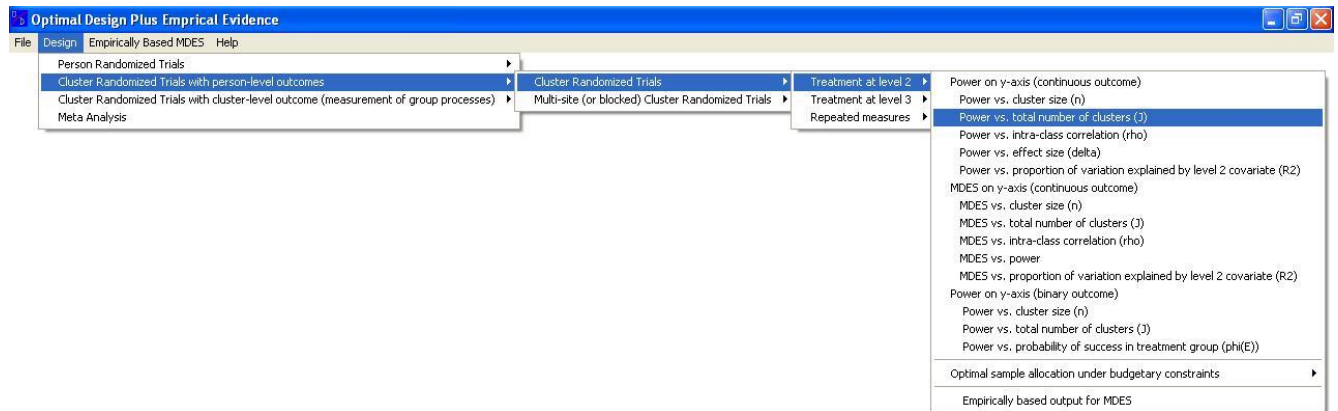 Optimal Design Plus Emprical Evidence
File Design Empirically Based MDES Help
Person Randomized Trials
Cluster Randomized Trials with person-level outcomes
Cluster Randomized Trials with cluster-level outcome (measurement of group processes)
Meta Analysis
Cluster Randomized Trials
Multi-site (or blocked) Cluster Randomized Trials
Treatment at level 2
Treatment at level 3
Repeated measures
Power on y-axis (continuous outcome)
Power vs. cluster size (n)
Power vs. total number of clusters (J)
Power vs. intra-class correlation (rho)
Power vs. effect size (delta)
Power vs. proportion of variation explained by level 2 covariate (R2)
MDES on y-axis (continuous outcome)
MDES vs. cluster size (n)
MDES vs. total number of clusters (J)
MDES vs. intra-class correlation (rho)
MDES vs. power
MDES vs. proportion of variation explained by level 2 covariate (R2)
Power on y-axis (binary outcome)
Power vs. cluster size (n)
Power vs. total number of clusters (J)
Power vs. probability of success in treatment group (phi(E))
Optimal sample allocation under budgetary constraints
Empirically based output for MDES